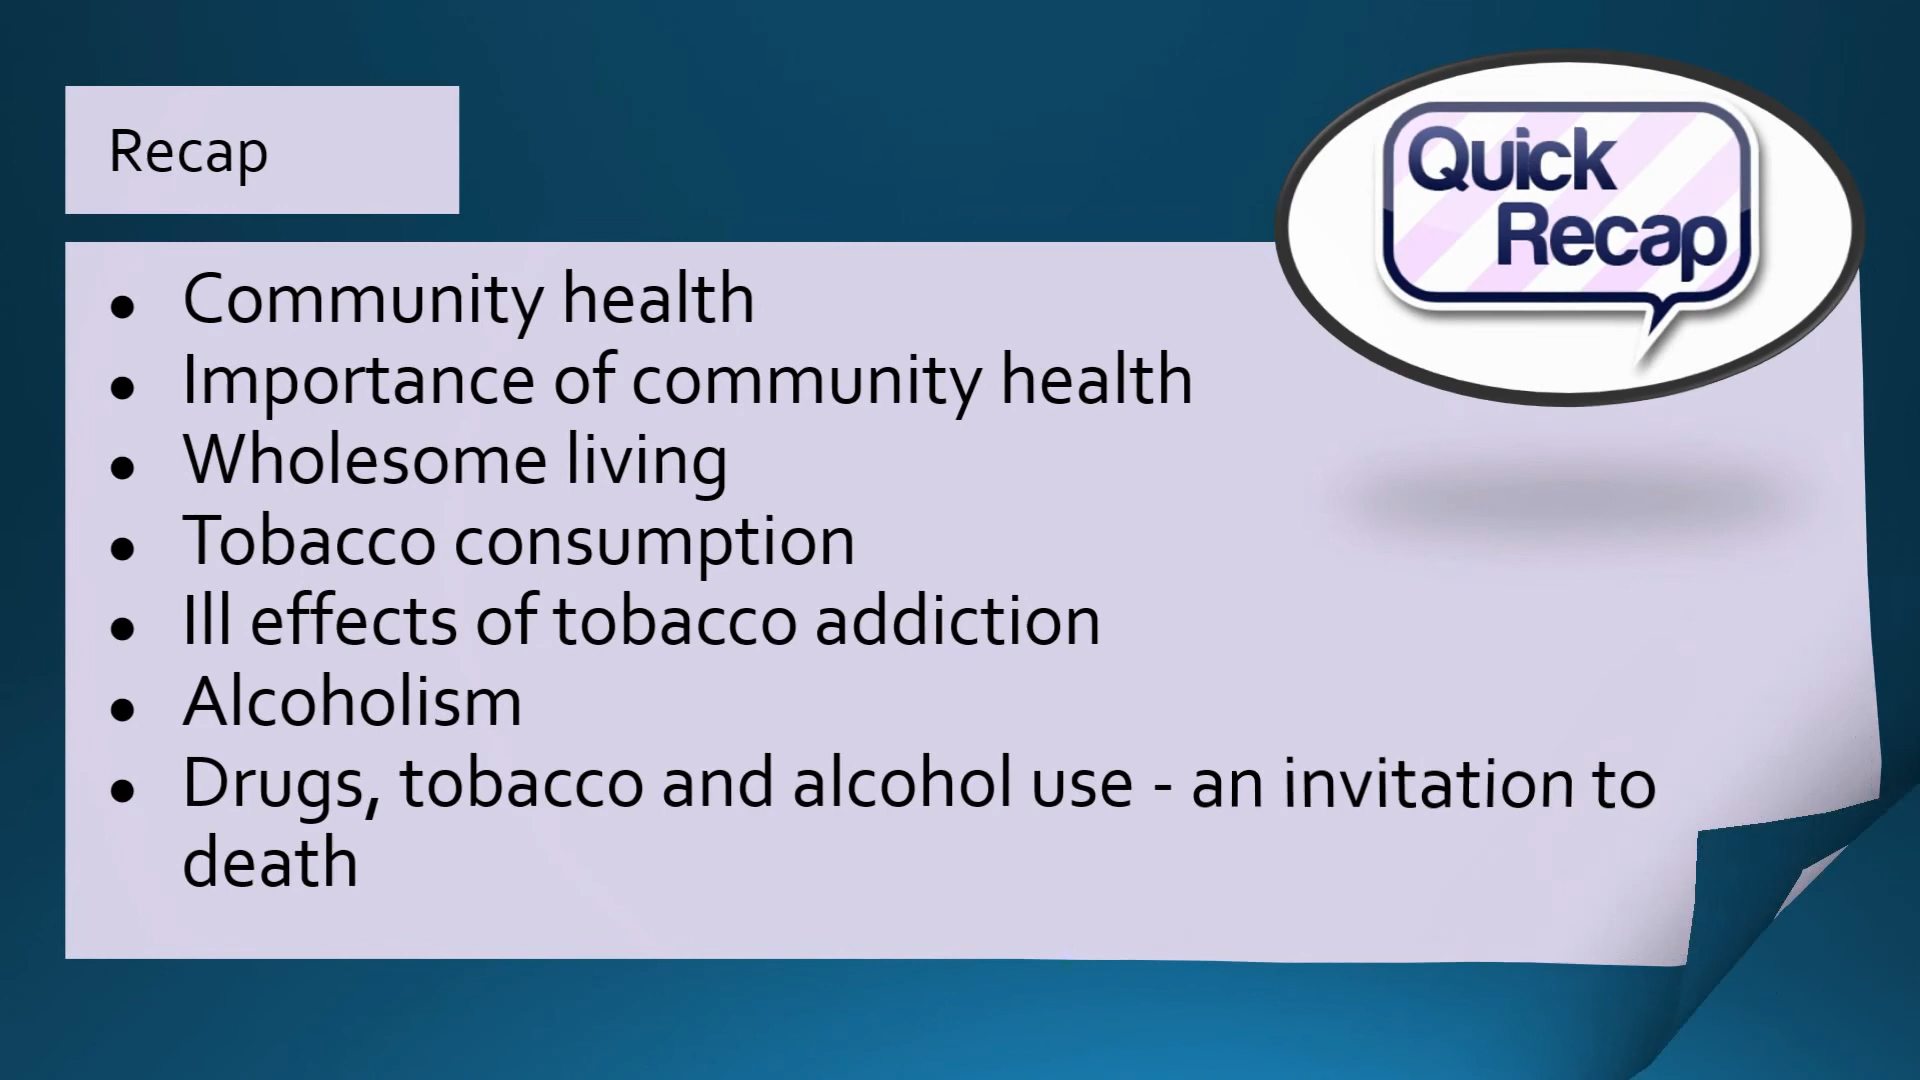 Recap
Quick
Recap
● Community health
● Importance of community health
● Wholesome living
● Tobacco consumption
● Ill effects of tobacco addiction
● Alcoholism
● Drugs, tobacco and alcohol use - an invitation to
death